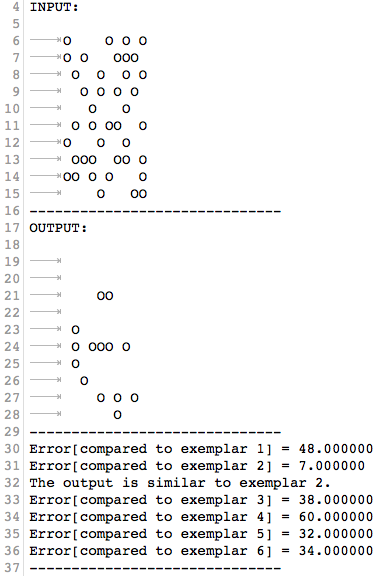 4 INPUT:
5
6     O    O O O
7     O O   OOO
8      O  O  O O
9       O O O O
10       O   O
11     O O OO  O
12    O   O  O
13     OOO  OO O
14    OO O O   O
15        O   OO
16 ------------------------------
17 OUTPUT:
18
19
20
21        OO
22
23     O
24     O OOO O
25     O
26      O
27        O O O
28          O
29 ------------------------------
30 Error[compared to exemplar 1] = 48.000000
31 Error[compared to exemplar 2] = 7.000000
32 The output is similar to exemplar 2.
33 Error[compared to exemplar 3] = 38.000000
34 Error[compared to exemplar 4] = 60.000000
35 Error[compared to exemplar 5] = 32.000000
36 Error[compared to exemplar 6] = 34.000000
37 ------------------------------